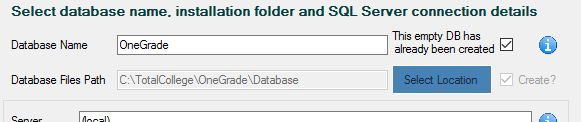 Select database name, installation folder and SQL Server connection details
Database Name OneGrade This empty DB has already been created
Database Files Path C:\TotalCollege\OneGrade\Database Select Location Create?
Server (local)